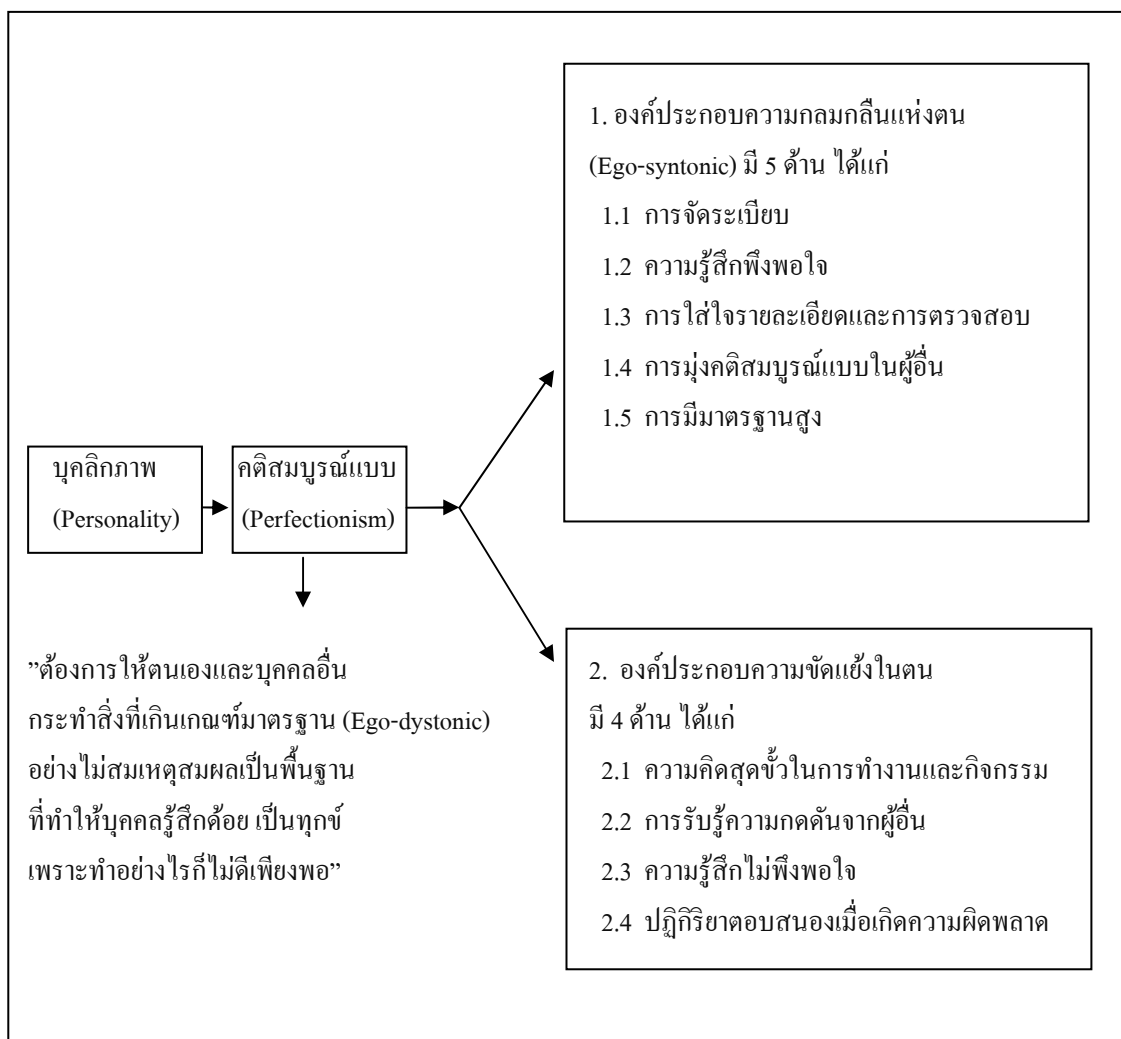 1. องค์ประกอบความกลมกลืนแห่งตน
(Ego-syntonic) มี 5 ด้าน ได้แก่
1.1 การจัดระเบียบ
1.2 ความรู้สึกพึงพอใจ
1.3 การใส่ใจรายละเอียดและการตรวจสอบ
1.4 การมุ่งคติสมบูรณ์แบบในผู้อื่น
1.5 การมีมาตรฐานสูง
บุคลิกภาพ
(Personality)
คติสมบูรณ์แบบ
(Perfectionism)
”ต้องการให้ตนเองและบุคคลอื่น
กระทำสิ่งที่เกินเกณฑ์มาตรฐาน (Ego-dystonic)
อย่างไม่สมเหตุสมผลเป็นพื้นฐาน
ที่ทำให้บุคคลรู้สึกด้อย เป็นทุกข์
เพราะทำอย่างไรก็ไม่ดีเพียงพอ”
2. องค์ประกอบความขัดแย้งในตน
มี 4 ด้าน ได้แก่
2.1 ความคิดสุดขั้วในการทำงานและกิจกรรม
2.2 การรับรู้ความกดดันจากผู้อื่น
2.3 ความรู้สึกไม่พึงพอใจ
2.4 ปฏิกิริยาตอบสนองเมื่อเกิดความผิดพลาด